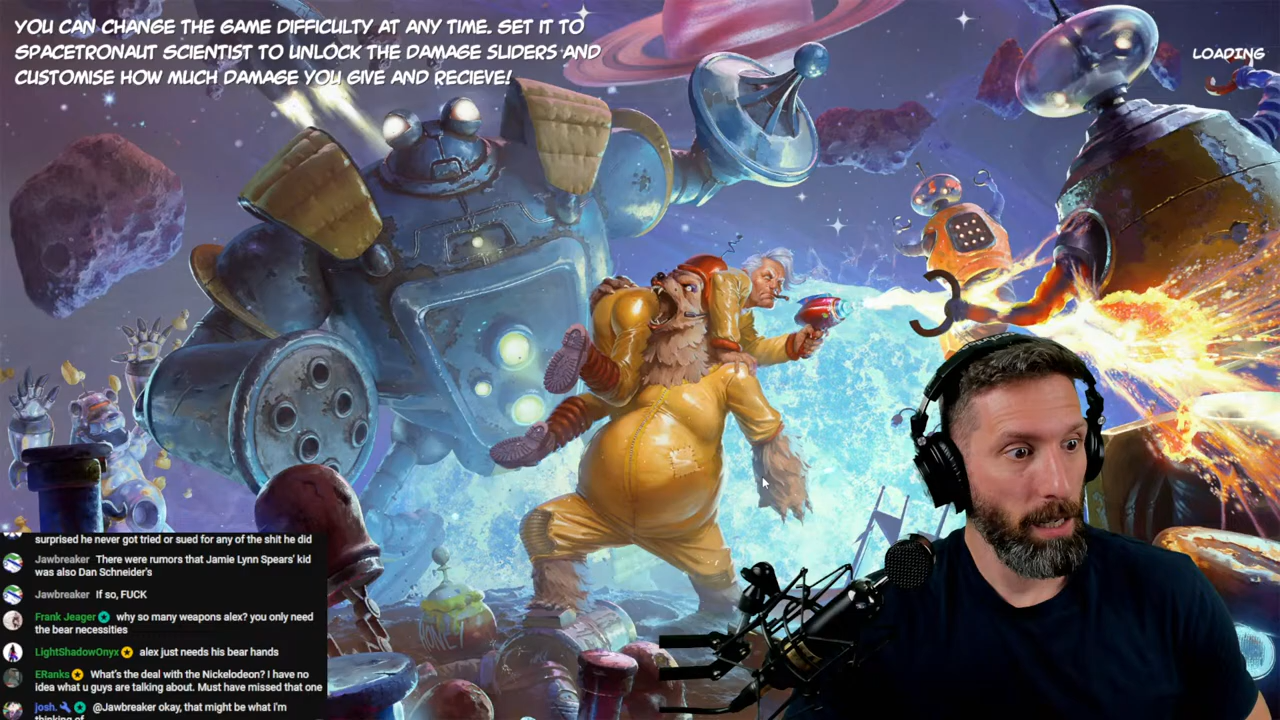 YOU CAN CHANGE THE GAME DIFFICULTY AT ANY TIME. SET IT TO
SPACETRONAUT SCIENTIST TO UNLOCK THE DAMAGE SLIDERS AND
CUSTOMISE HOW MUCH DAMAGE YOU GIVE AND RECIEVE!
LOADING
surprised he never got tried or sued for any of the shit he did
Jawbreaker There were rumors that Jamie Lynn Spears' kid
was also Dan Schneider's
Jawbreaker If so, FUCK
Frank Jeager why so many weapons alex? you only need
the bear necessities
LightShadowOnyx alex just needs his bear hands
ERanks What's the deal with the Nickelodeon? I have no
idea what u guys are talking about. Must have missed that one
josh. @Jawbreaker okay, that might be what i'm
thinking of
HONEY